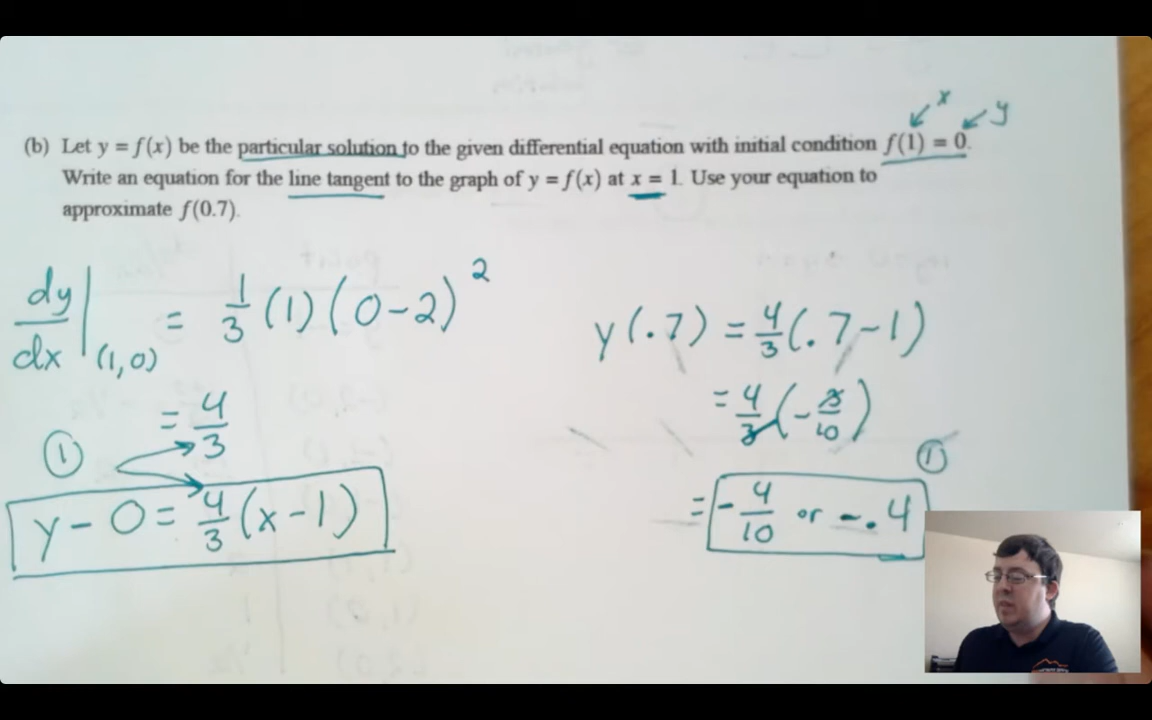 x
y
(b) Let y = f(x) be the particular solution to the given differential equation with initial condition f(1) = 0.
Write an equation for the line tangent to the graph of y = f(x) at x = 1. Use your equation to
approximate f(0.7).
dy/dx |(1,0) = 1/3 (1)(0-2)^2
= 4/3
1
y - 0 = 4/3 (x - 1)
y(.7) = 4/3 (.7 - 1)
= 4/3 (- 3/10)
1
= - 4/10 or -.4